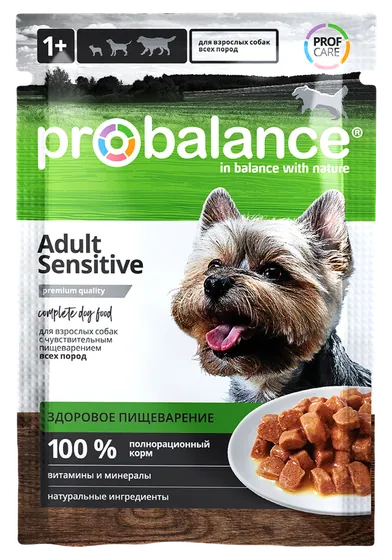 1+
для взрослых собак
всех пород
PROF
CARE
probalance®
in balance with nature
Adult
Sensitive
premium quality
complete dog food
для взрослых собак
с чувствительным
пищеварением
всех пород
ЗДОРОВОЕ ПИЩЕВАРЕНИЕ
100 %
полнорационный
корм
витамины и минералы
натуральные ингредиенты